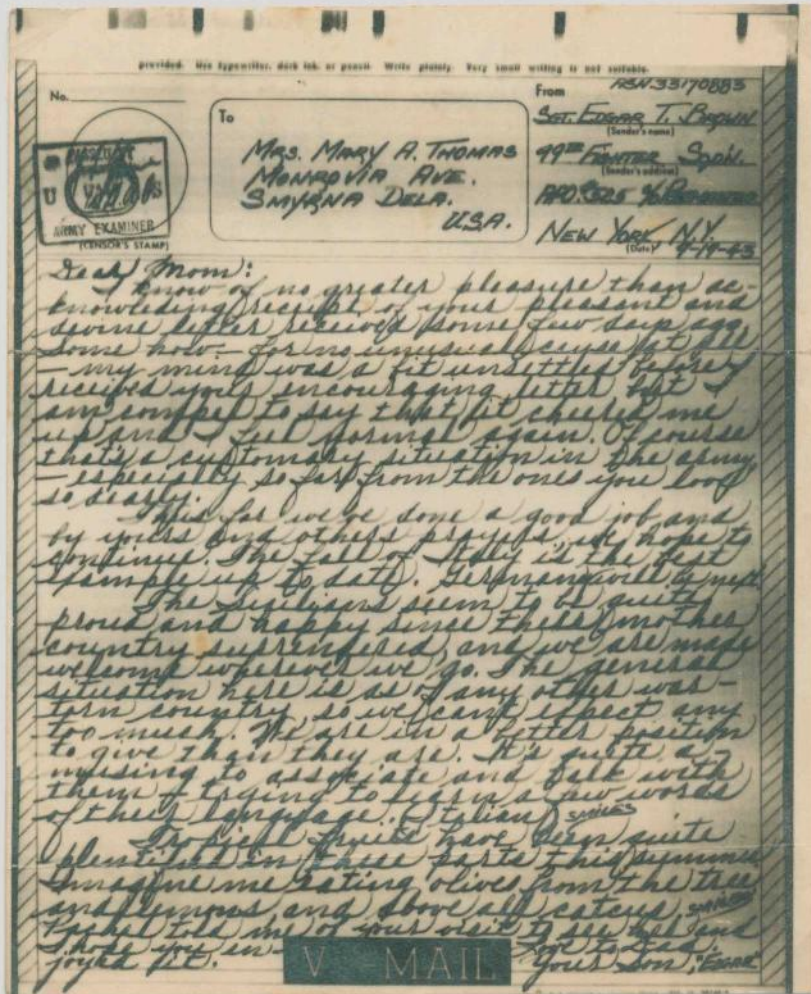 provided. Use typewriter, dark ink, or pencil. Write plainly. Very small writing is not suitable.
No.
To
Mrs. Mary A. Thomas
Monrovia Ave.
Smyrna Dela.
U.S.A.
From
ASN.33170883
Sgt. Edgar T. Brown
(Sender's name)
99th Fighter Sqd'n.
(Sender's address)
APO #525 %
New York, N.Y.
(Date) 9-19-43
U S
ARMY EXAMINER
(CENSOR'S STAMP)
Dear Mom:
I know of no greater pleasure than ac-
knowledging receipt of your pleasant and
devine letter received some few days ago.
Some how - for no unusual cause at all
- my mind was a bit unsettled before I
received your encouraging letter but I
am compel to say that it cheered me
up and I feel normal again. Of course
that's a customary situation in the army
- especially so far from the ones you love
so dearly.
Thus far we've done a good job and
by yours and others prayers, we hope to
continue. The fall of Italy is the best
example up to date. Germany will be next.
The Sicilians seem to be quite
proud and happy since their mother
country surrendered, and we are made
welcome wherever we go. The general
situation here is as of any other war-
torn country, so we can't expect any
too much. We are in a better position
to give than they are. It's quite a-
musing to associate and talk with
them - trying to learn a few words
of their language. (Italian) smiles
Tropical fruits have been quite
plentiful in these parts this summer
Imagine me eating olives from the tree
and lemons and above all catcus. smiles
told me of your visit to see her and
I hope you in- Love to Dad.
joyed it. Your Son, "Edgar"
V MAIL